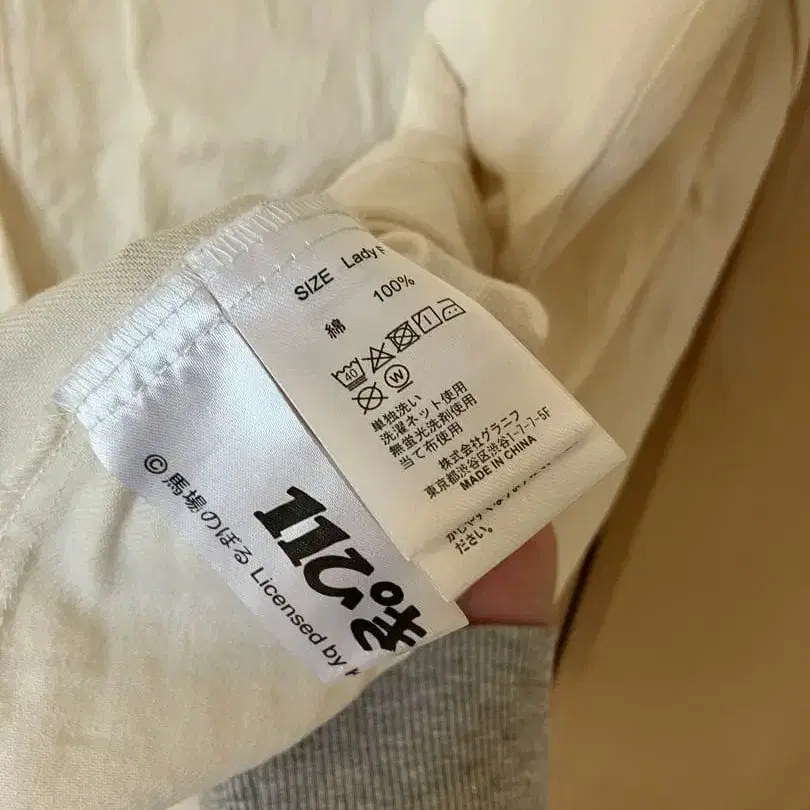 SIZE Lady F
綿 100%
40
W
単独洗い
洗濯ネット使用
無蛍光洗剤使用
当て布使用
株式会社グラニフ
東京都渋谷区渋谷1-7-7-5F
MADE IN CHINA
ださい。
11ぴき
©馬場のぼる Licensed by K